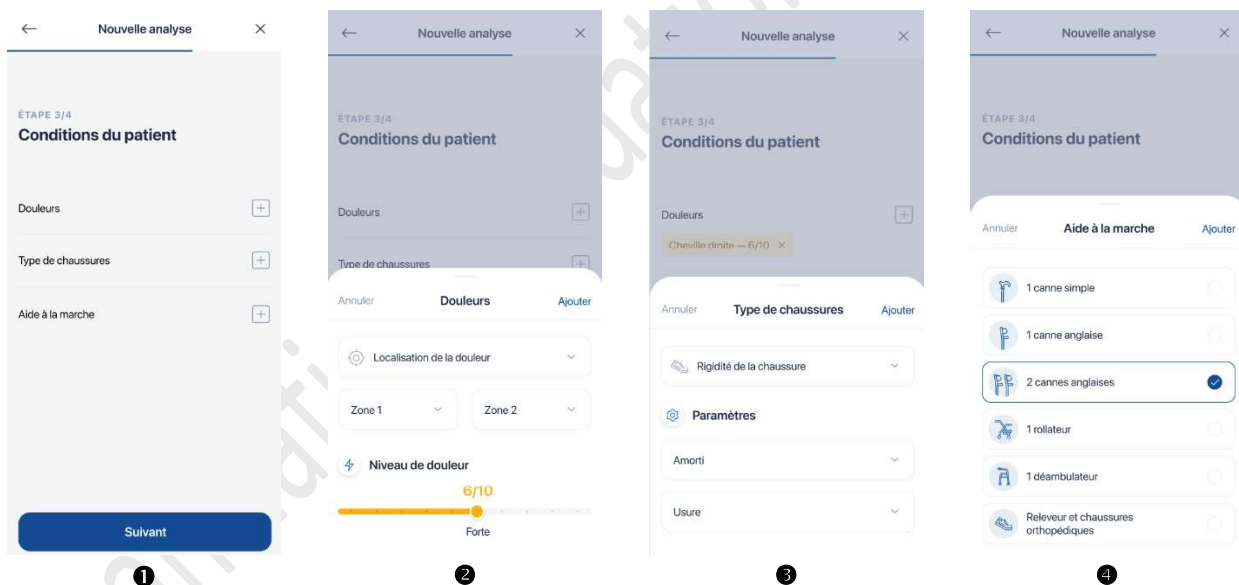 Nouvelle analyse
ÉTAPE 3/4
Conditions du patient
Douleurs
Type de chaussures
Aide à la marche
Suivant
❶
Nouvelle analyse
ÉTAPE 3/4
Conditions du patient
Douleurs
Type de chaussures
Annuler Douleurs Ajouter
Localisation de la douleur
Zone 1 Zone 2
Niveau de douleur
6/10
Forte
❷
Nouvelle analyse
ÉTAPE 3/4
Conditions du patient
Douleurs
Cheville droite — 6/10 ×
Annuler Type de chaussures Ajouter
Rigidité de la chaussure
Paramètres
Amorti
Usure
❸
Nouvelle analyse
ÉTAPE 3/4
Conditions du patient
Annuler Aide à la marche Ajouter
1 canne simple
1 canne anglaise
2 cannes anglaises
1 rollateur
1 déambulateur
Releveur et chaussures
orthopédiques
❹